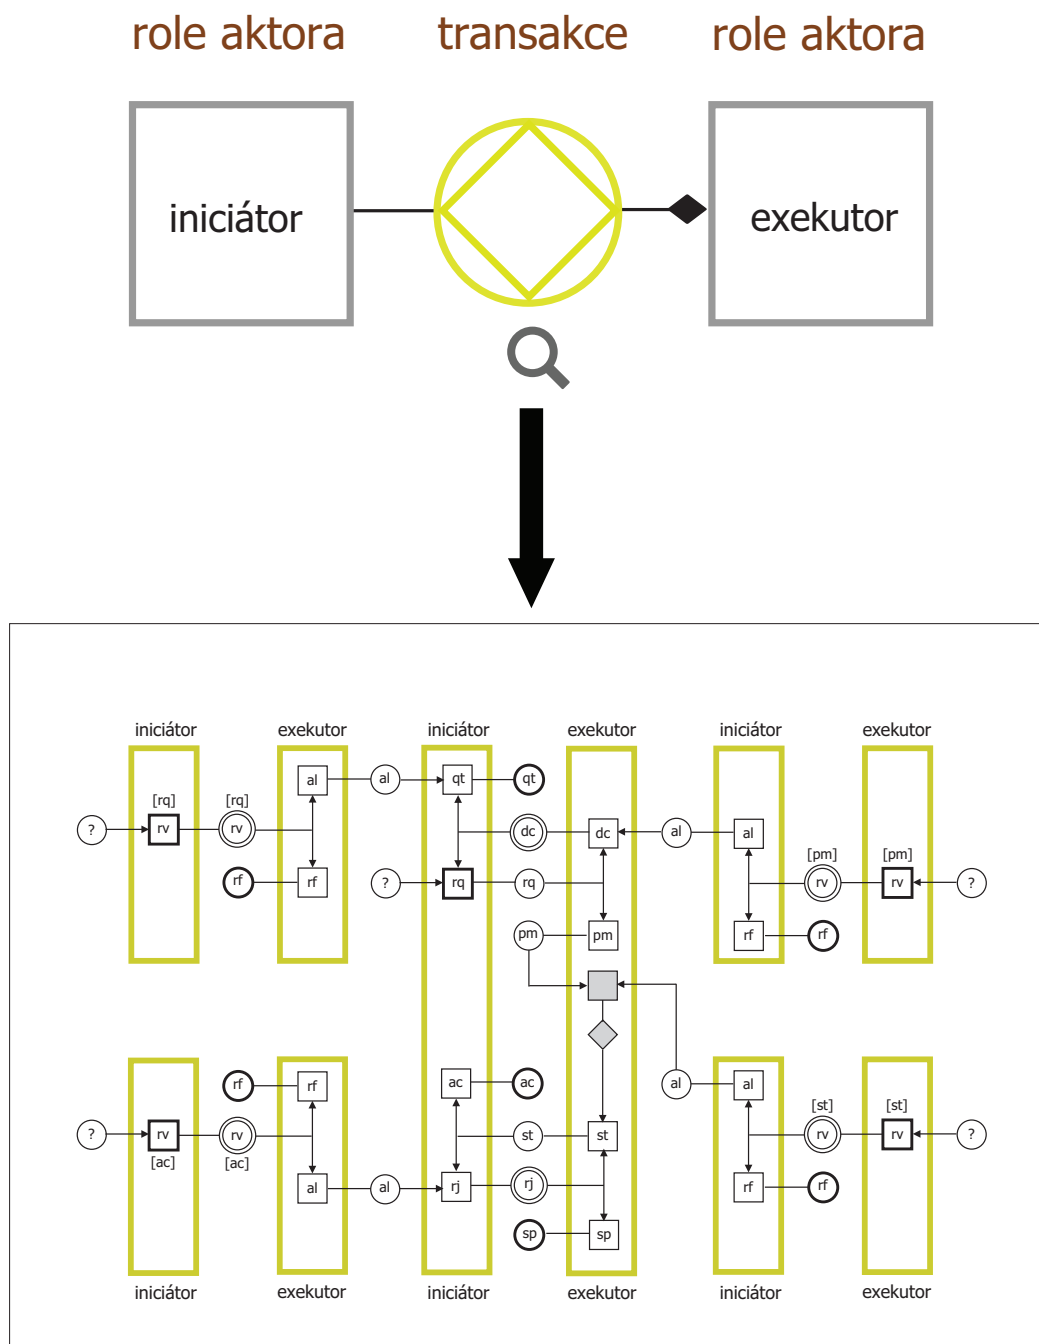 role aktora transakce role aktora
iniciátor exekutor
iniciátor exekutor iniciátor exekutor iniciátor exekutor
al al qt qt
[rq] [rq]
? rv rv dc dc al al
[pm] [pm]
rf rf ? rq rq rv rv ?
pm pm rf rf
rf rf ac ac al al
[st] [st]
? rv rv st st rv rv ?
[ac] [ac]
al al rj rj rf rf
sp sp
iniciátor exekutor iniciátor exekutor iniciátor exekutor